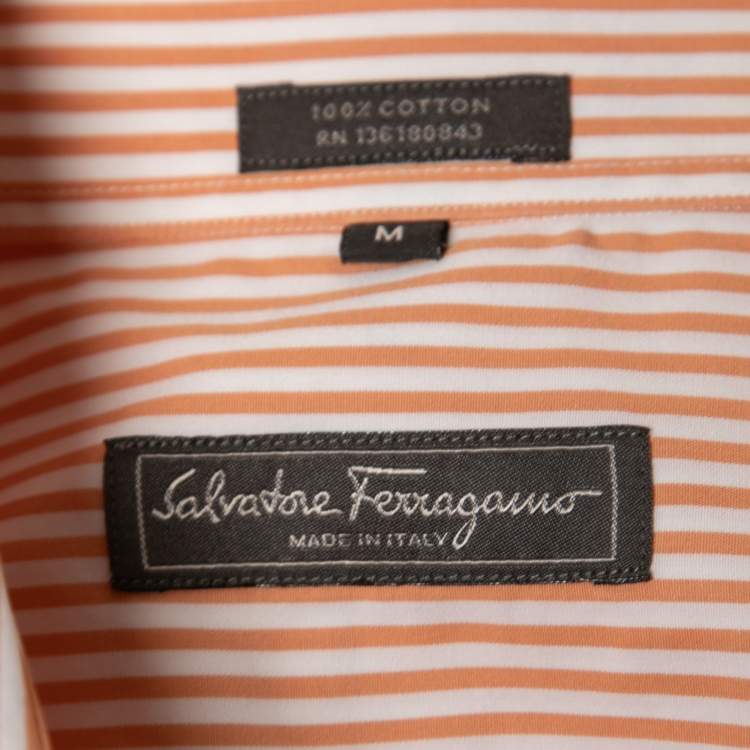 100% COTTON
RN 136180843
M
Salvatore Ferragamo
MADE IN ITALY